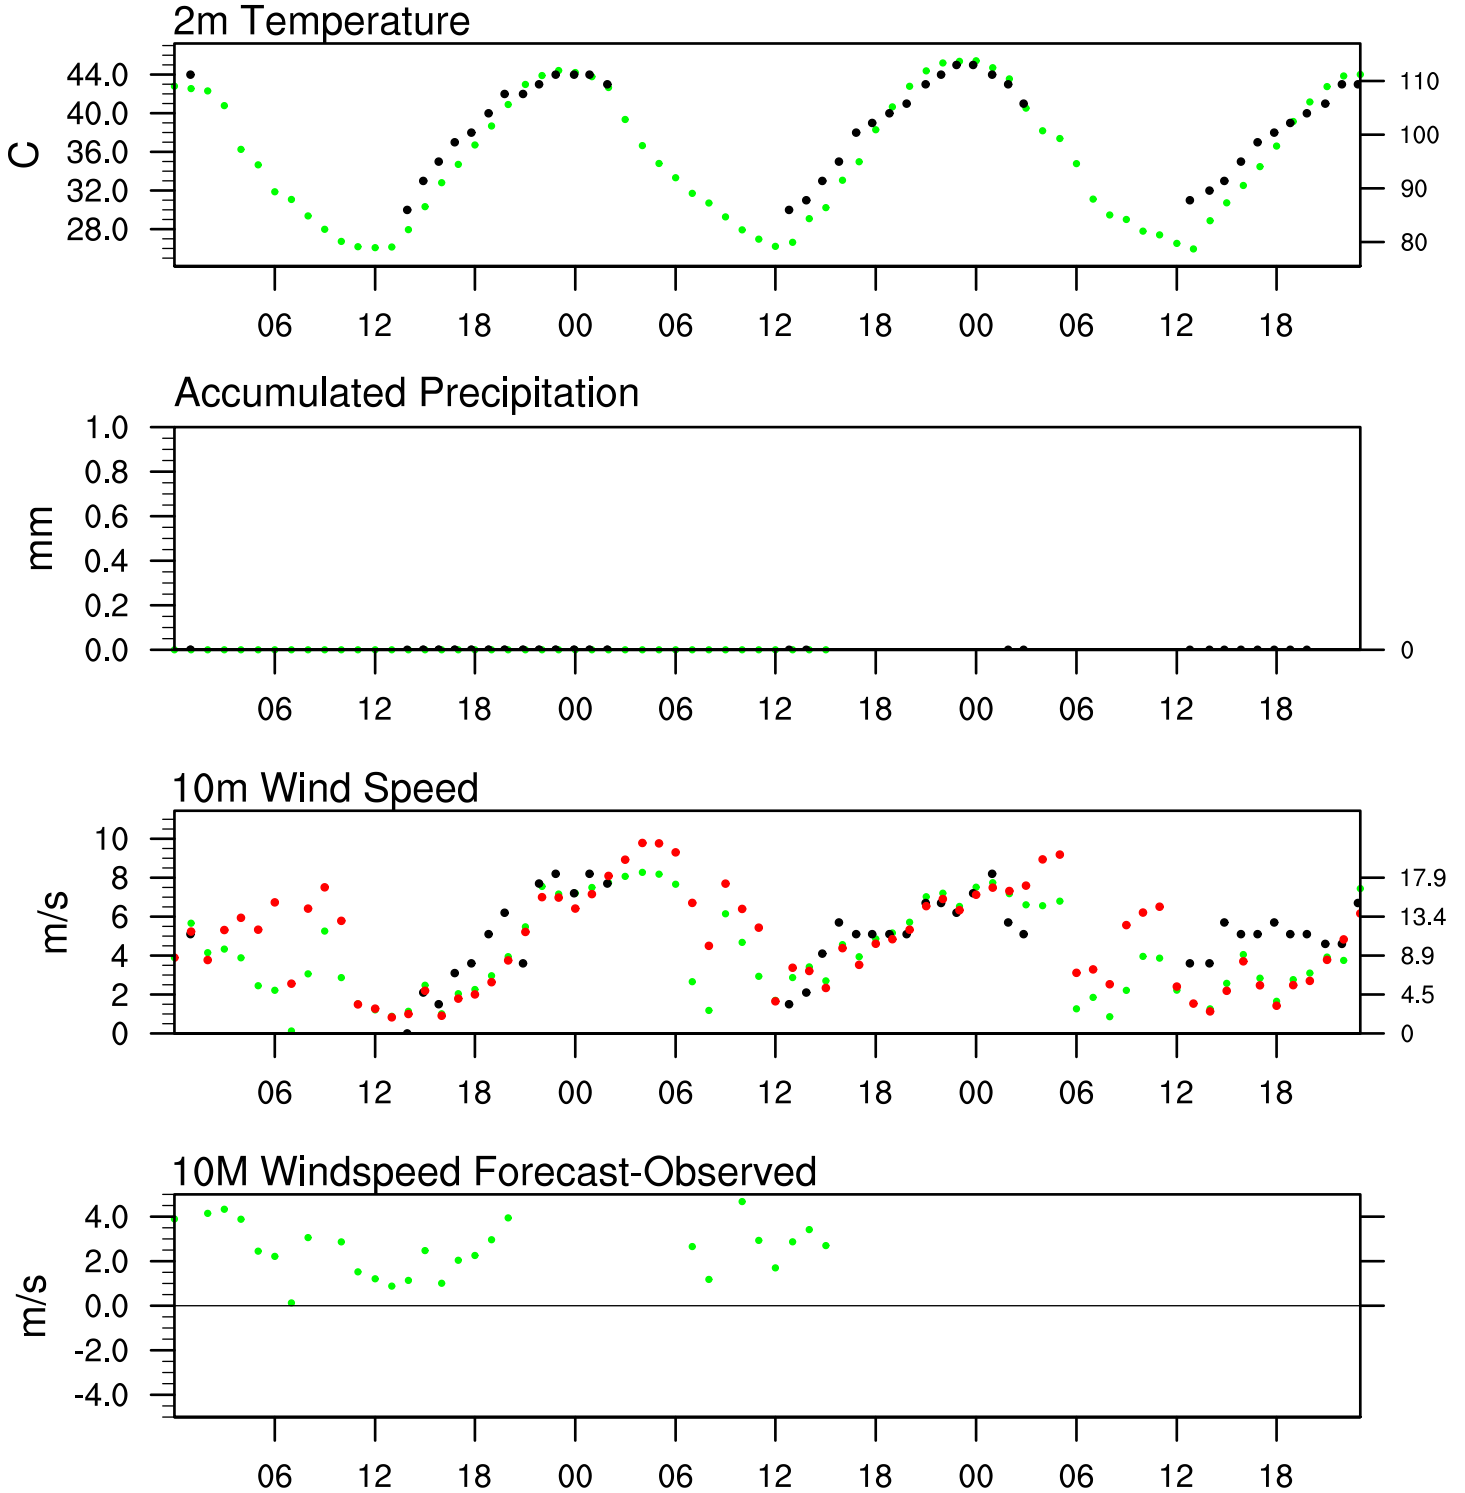 2m Temperature
44.0
40.0
36.0
32.0
28.0
C
110
100
90
80
06 12 18 00 06 12 18 00 06 12 18
Accumulated Precipitation
1.0
0.8
0.6
0.4
0.2
0.0
mm
0
06 12 18 00 06 12 18 00 06 12 18
10m Wind Speed
10
8
6
4
2
0
m/s
17.9
13.4
8.9
4.5
0
06 12 18 00 06 12 18 00 06 12 18
10M Windspeed Forecast-Observed
4.0
2.0
0.0
-2.0
-4.0
m/s
06 12 18 00 06 12 18 00 06 12 18